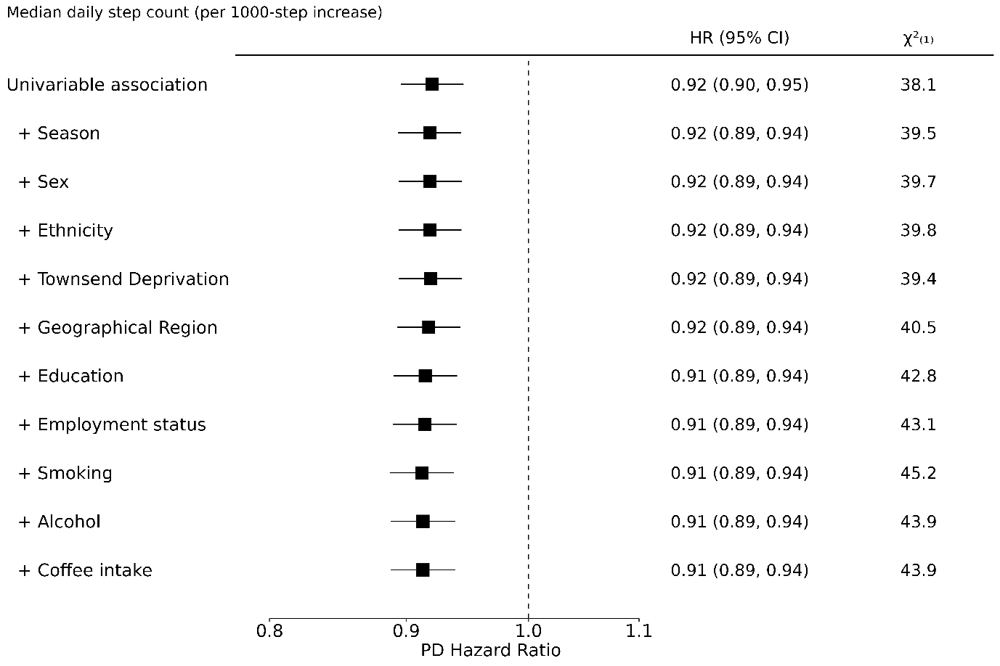 Median daily step count (per 1000-step increase)
HR (95% CI) χ²₍₁₎
Univariable association 0.92 (0.90, 0.95) 38.1
+ Season 0.92 (0.89, 0.94) 39.5
+ Sex 0.92 (0.89, 0.94) 39.7
+ Ethnicity 0.92 (0.89, 0.94) 39.8
+ Townsend Deprivation 0.92 (0.89, 0.94) 39.4
+ Geographical Region 0.92 (0.89, 0.94) 40.5
+ Education 0.91 (0.89, 0.94) 42.8
+ Employment status 0.91 (0.89, 0.94) 43.1
+ Smoking 0.91 (0.89, 0.94) 45.2
+ Alcohol 0.91 (0.89, 0.94) 43.9
+ Coffee intake 0.91 (0.89, 0.94) 43.9
0.8 0.9 1.0 1.1
PD Hazard Ratio